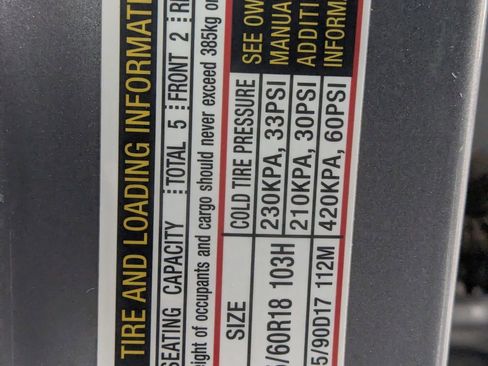 TIRE AND LOADING INFORMATI
SEATING CAPACITY TOTAL 5 FRONT 2
eight of occupants and cargo should never exceed 385kg
SIZE COLD TIRE PRESSURE SEE OW
/60R18 103H 230KPA, 33PSI MANUA
210KPA, 30PSI ADDITI
5/90D17 112M 420KPA, 60PSI INFORM